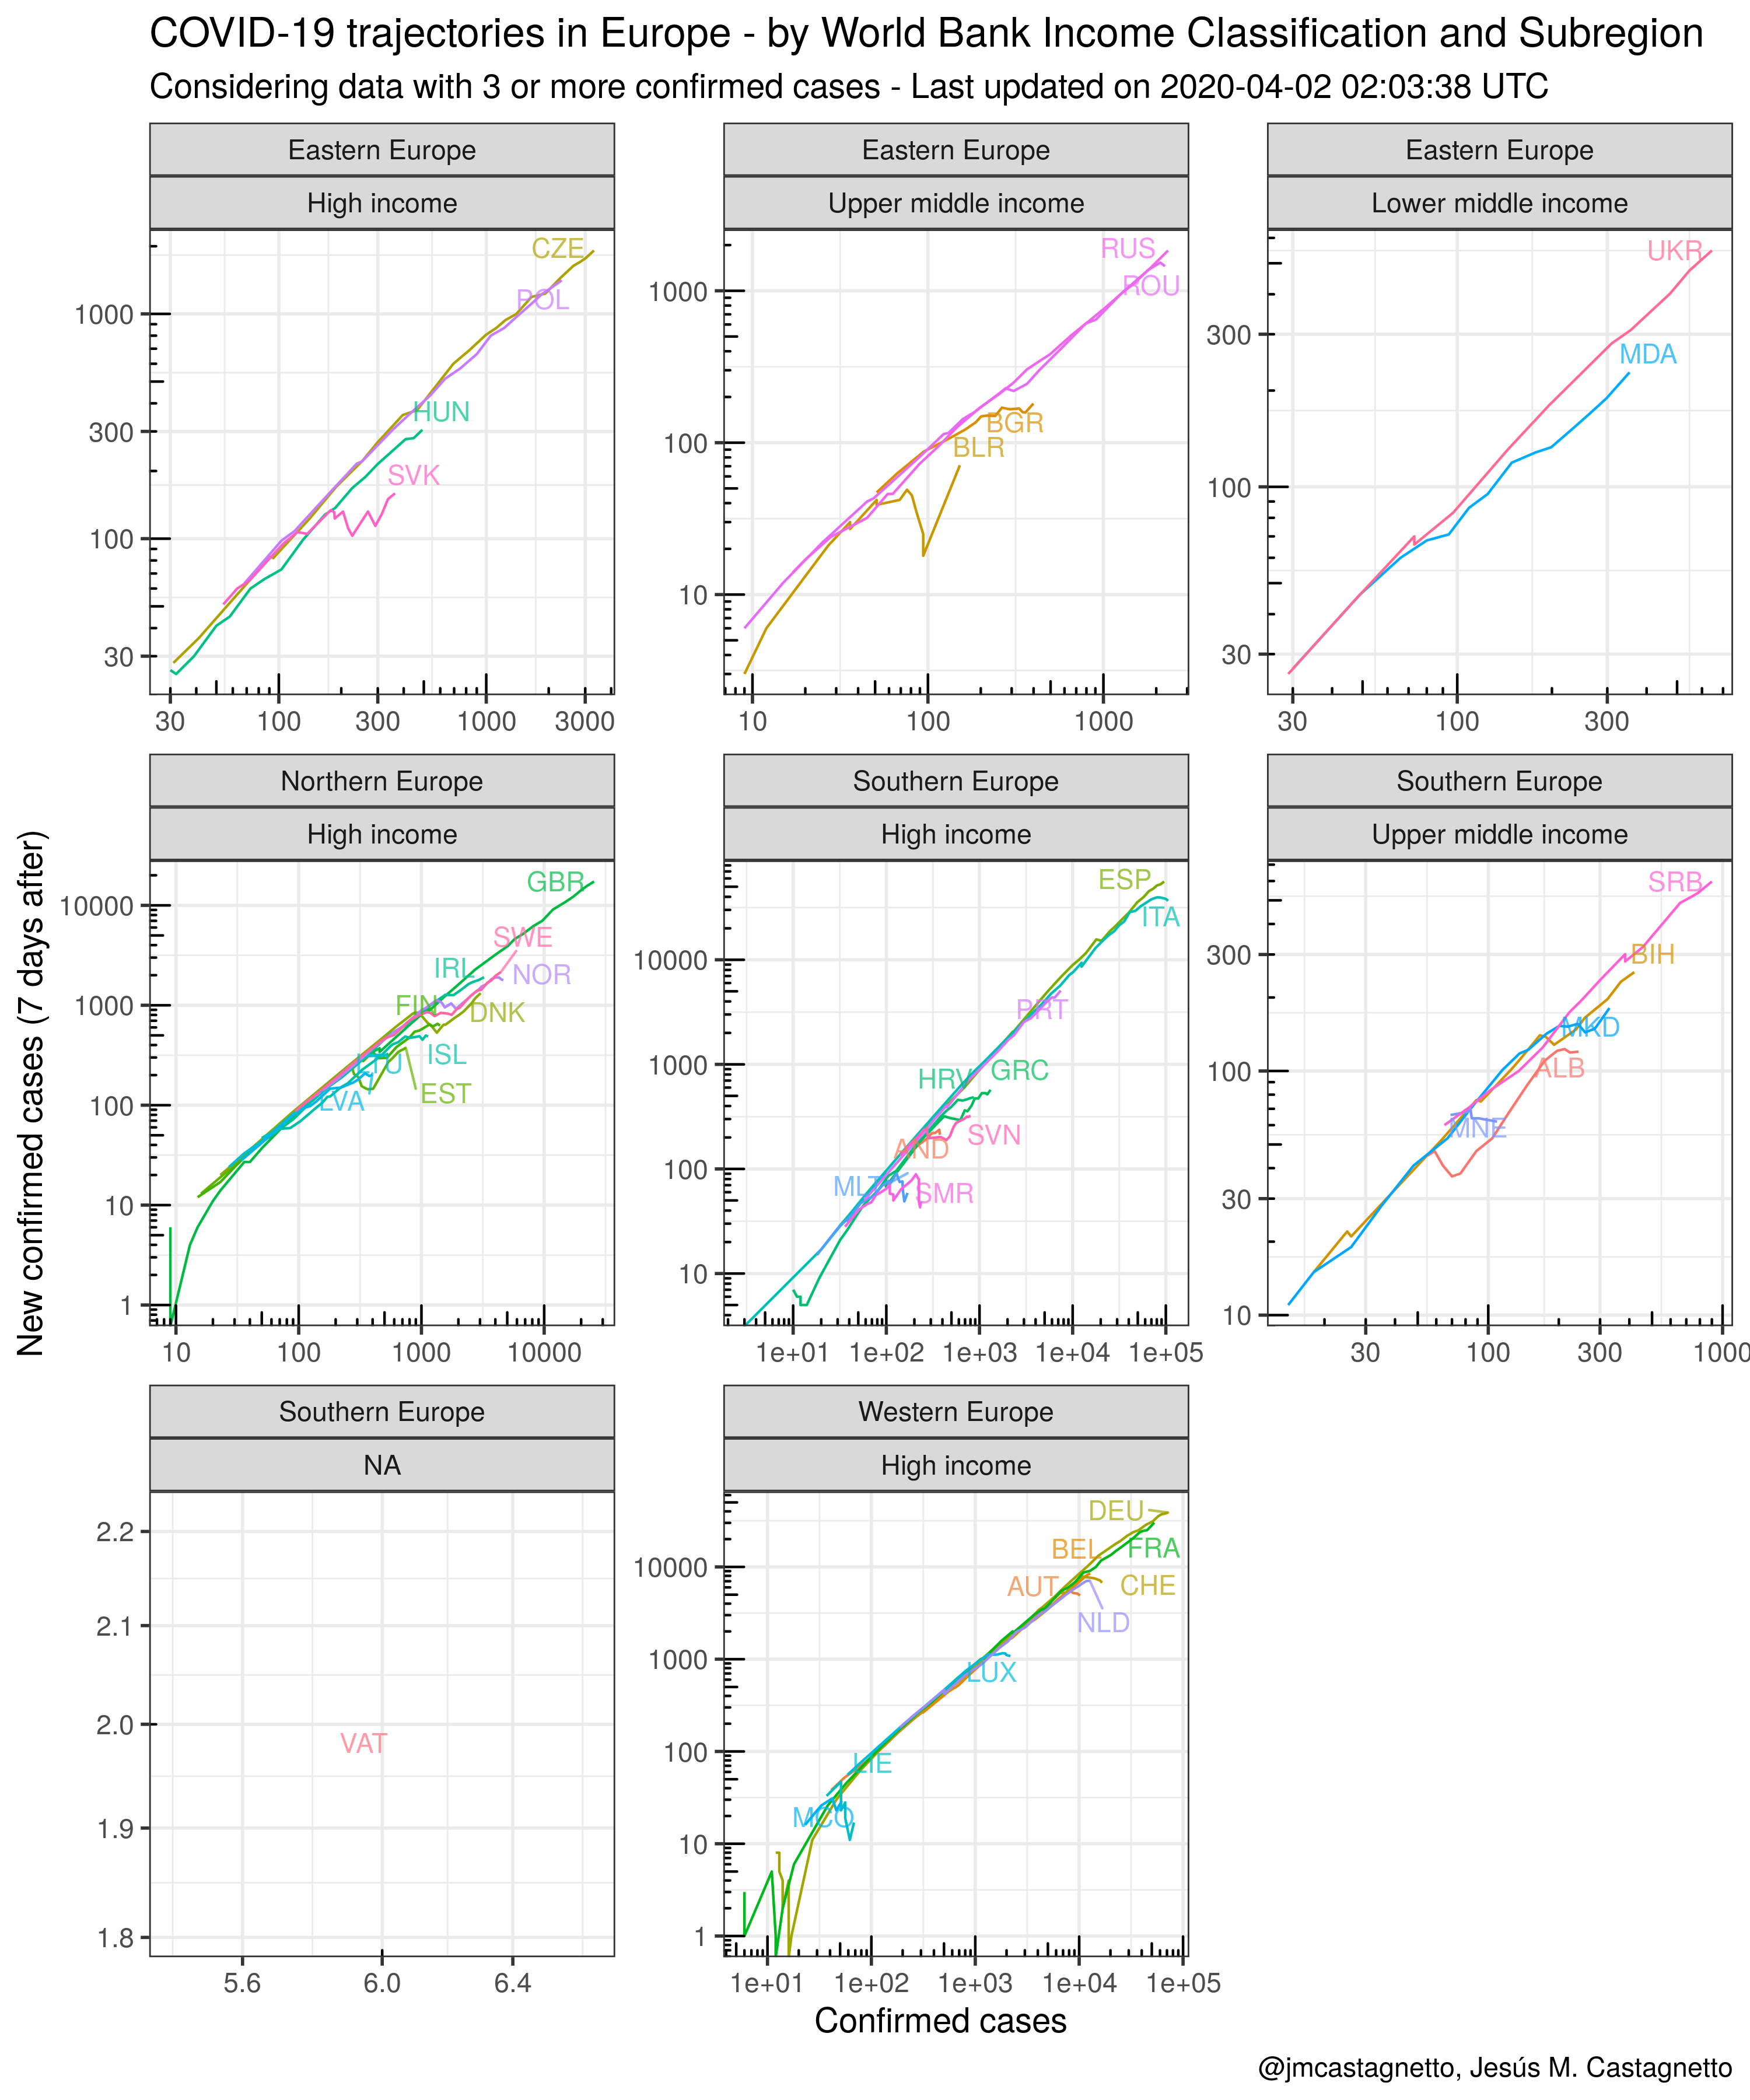 COVID-19 trajectories in Europe - by World Bank Income Classification and Subregion
Considering data with 3 or more confirmed cases - Last updated on 2020-04-02 02:03:38 UTC
Eastern Europe
High income
CZE
POL
HUN
SVK
1000
300
100
30
30 100 300 1000 3000
Eastern Europe
Upper middle income
RUS
ROU
BGR
BLR
1000
100
10
10 100 1000
Eastern Europe
Lower middle income
UKR
MDA
300
100
30
30 100 300
New confirmed cases (7 days after)
Northern Europe
High income
GBR
SWE
IRL
NOR
FIN
DNK
ISL
LTU
EST
LVA
10000
1000
100
10
1
10 100 1000 10000
Southern Europe
High income
ESP
ITA
PRT
HRV
GRC
AND
SVN
MLT
SMR
10000
1000
100
10
1e+01 1e+02 1e+03 1e+04 1e+05
Southern Europe
Upper middle income
SRB
BIH
MKD
ALB
MNE
300
100
30
10
30 100 300 1000
Southern Europe
NA
VAT
2.2
2.1
2.0
1.9
1.8
5.6 6.0 6.4
Western Europe
High income
DEU
BEL
FRA
AUT
CHE
NLD
LUX
LIE
MCO
10000
1000
100
10
1
1e+01 1e+02 1e+03 1e+04 1e+05
Confirmed cases
@jmcastagnetto, Jesús M. Castagnetto